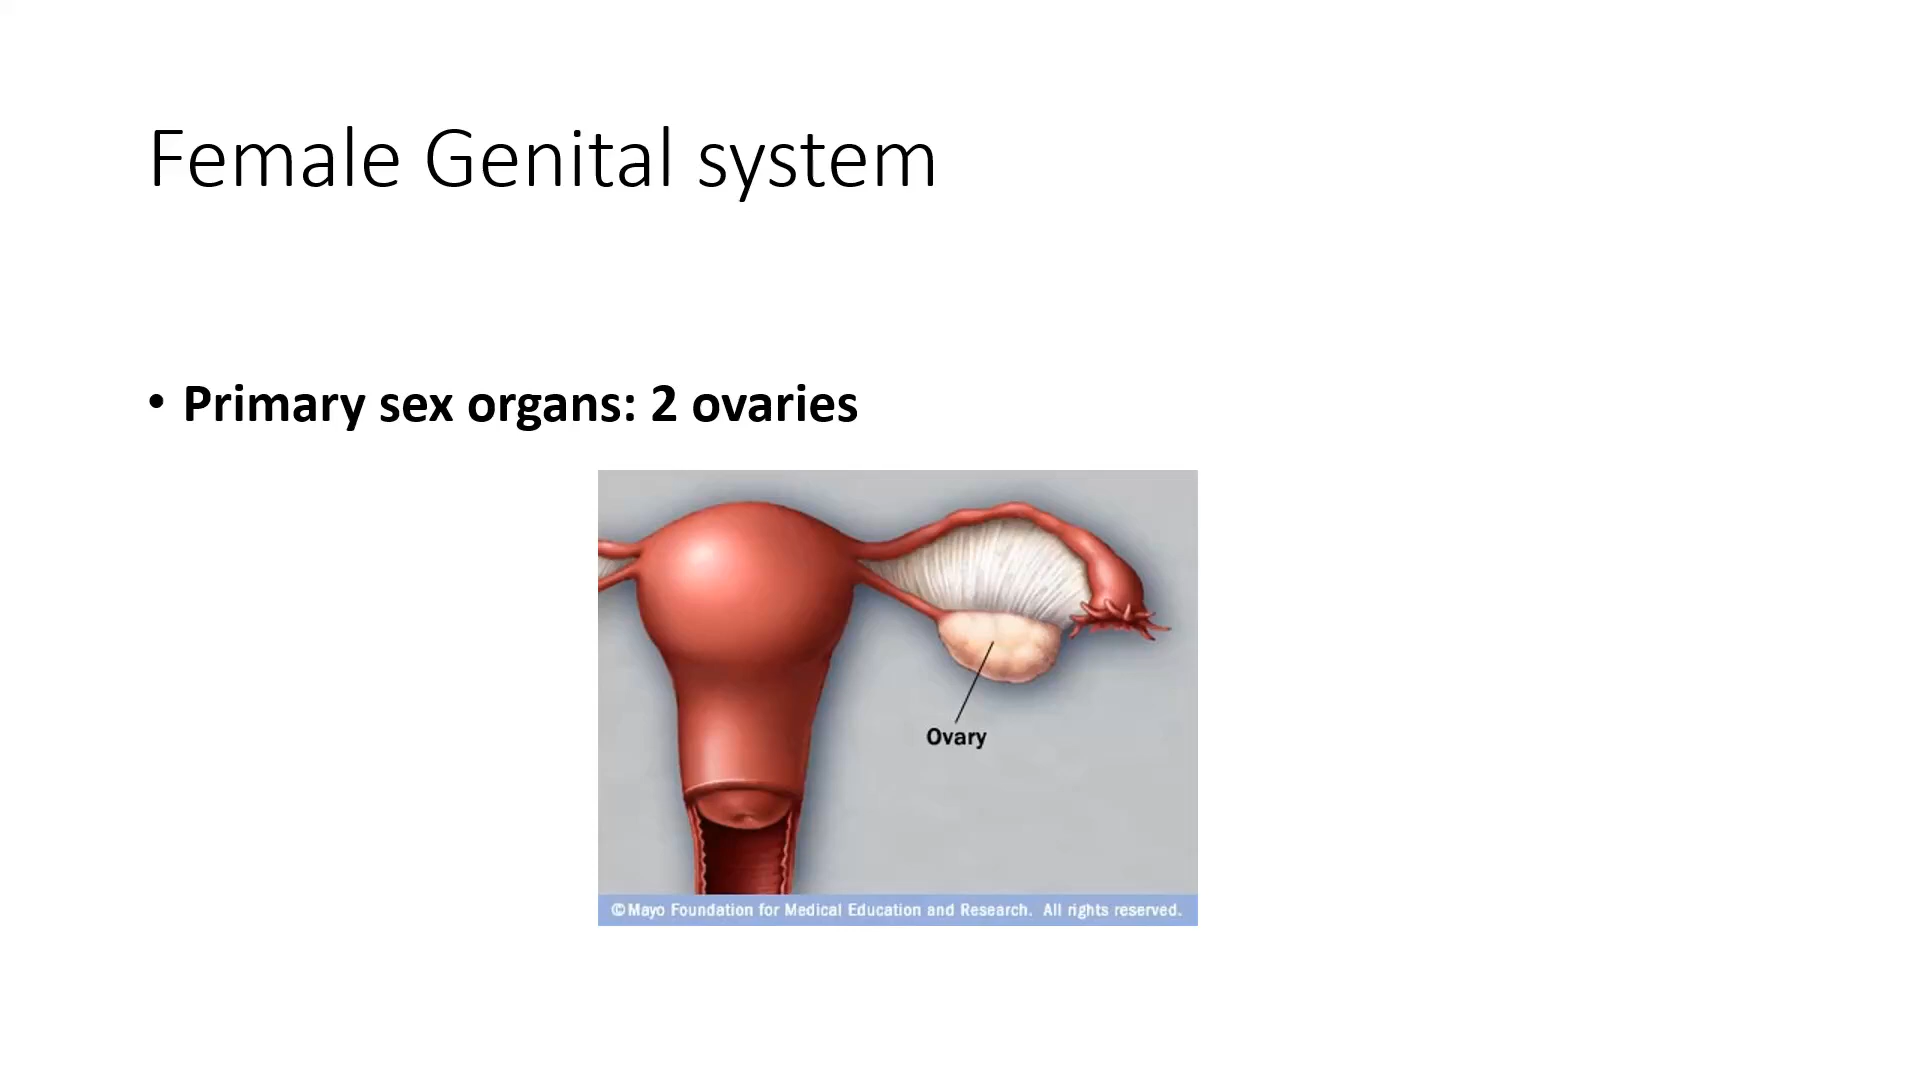 Female Genital system
• Primary sex organs: 2 ovaries
Ovary
©Mayo Foundation for Medical Education and Research. All rights reserved.